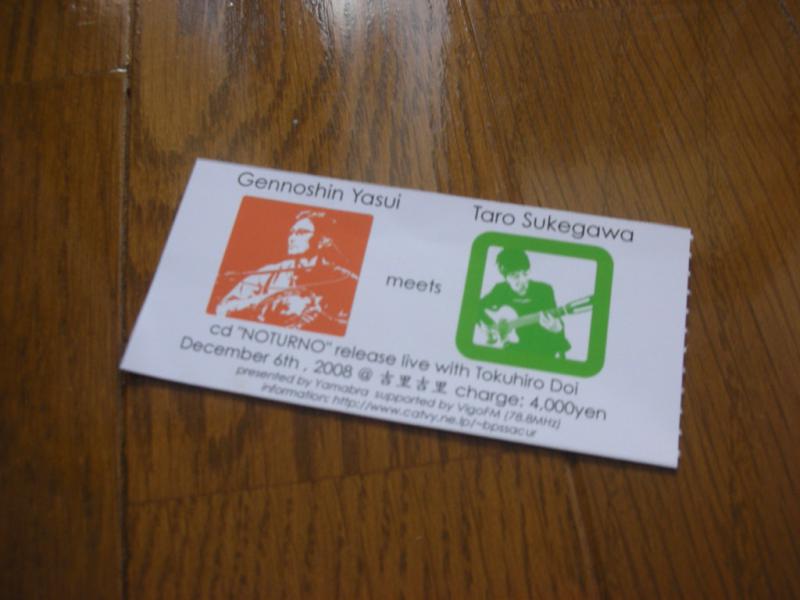 Gennoshin Yasui
meets
Taro Sukegawa
cd "NOTURNO" release live with Tokuhiro Doi
December 6th , 2008 @ 吉里吉里 charge: 4,000yen
presented by Yamabra supported by VigoFM (78.8MHz)
information: http://www.catvy.ne.jp/~bpssacur